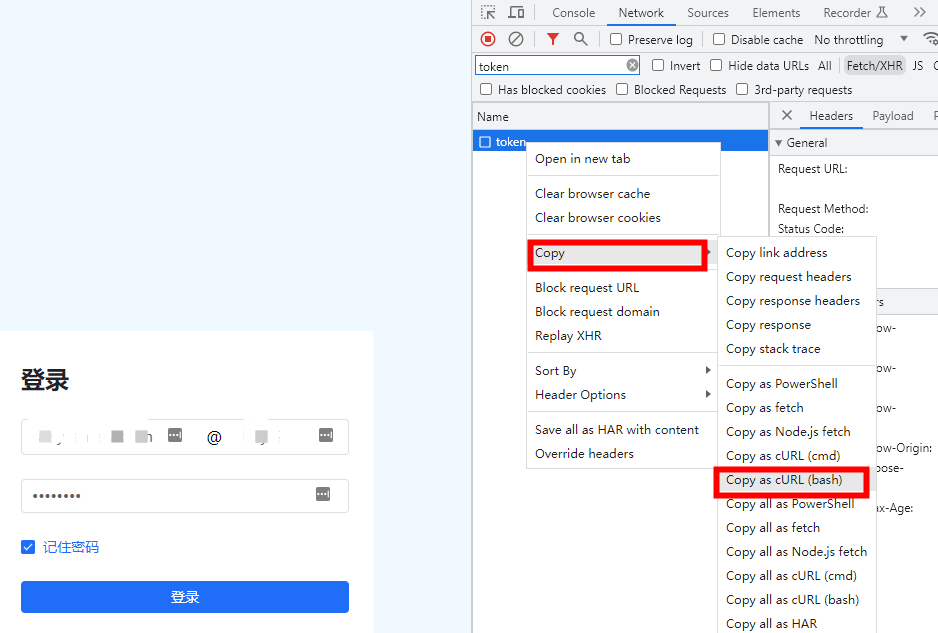 Console Network Sources Elements Recorder
Preserve log Disable cache No throttling
token Invert Hide data URLs All Fetch/XHR JS
Has blocked cookies Blocked Requests 3rd-party requests
Name
token
Headers Payload
General
Request URL:
Request Method:
Status Code:
Open in new tab
Clear browser cache
Clear browser cookies
Copy
Block request URL
Block request domain
Replay XHR
Sort By
Header Options
Save all as HAR with content
Override headers
Copy link address
Copy request headers
Copy response headers
Copy response
Copy stack trace
Copy as PowerShell
Copy as fetch
Copy as Node.js fetch
Copy as cURL (cmd)
Copy as cURL (bash)
Copy all as PowerShell
Copy all as fetch
Copy all as Node.js fetch
Copy all as cURL (cmd)
Copy all as cURL (bash)
Copy all as HAR
rs
ow-
ow-
ow-Origin:
pose-
ax-Age:
登录
@
••••••••
记住密码
登录